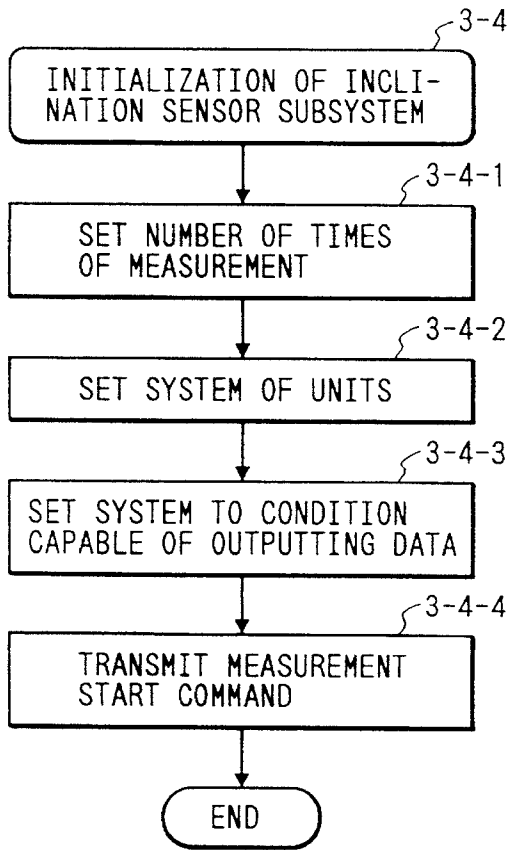 3-4
INITIALIZATION OF INCLI-
NATION SENSOR SUBSYSTEM
3-4-1
SET NUMBER OF TIMES
OF MEASUREMENT
3-4-2
SET SYSTEM OF UNITS
3-4-3
SET SYSTEM TO CONDITION
CAPABLE OF OUTPUTTING DATA
3-4-4
TRANSMIT MEASUREMENT
START COMMAND
END